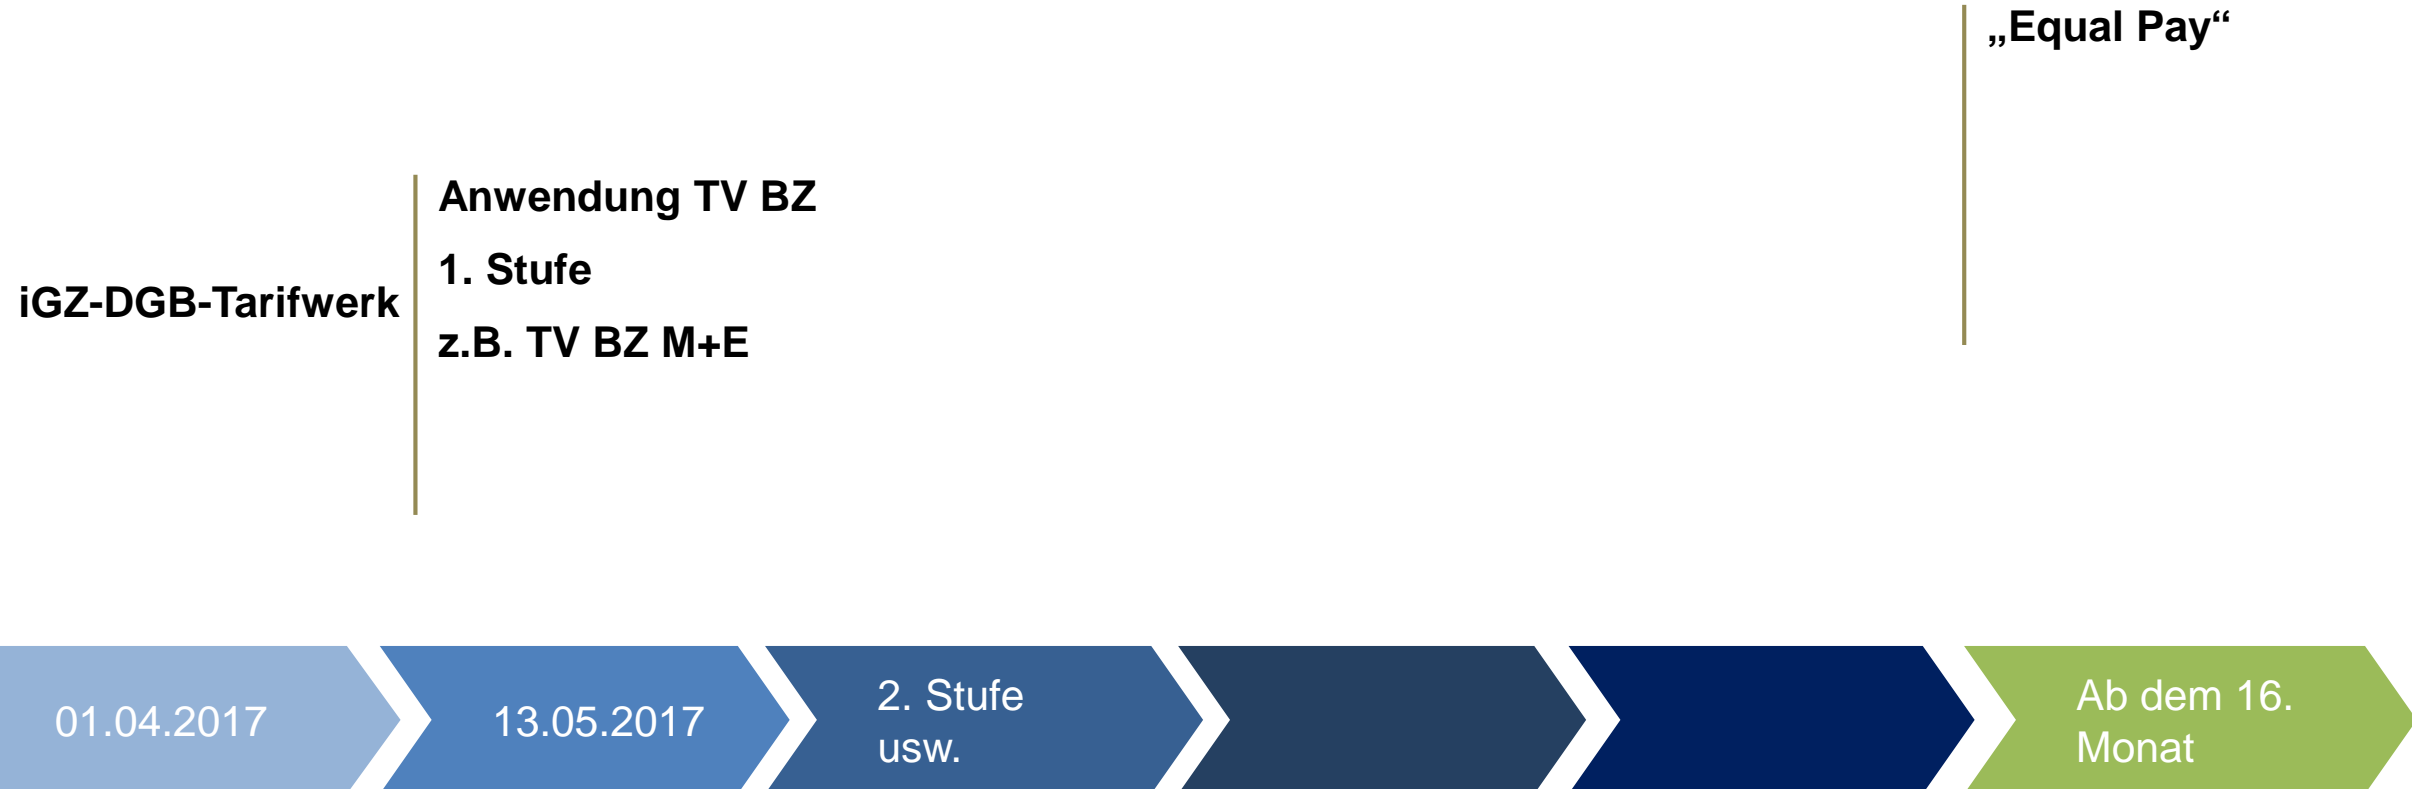 „Equal Pay“
Anwendung TV BZ
1. Stufe
iGZ-DGB-Tarifwerk
z.B. TV BZ M+E
01.04.2017
13.05.2017
2. Stufe
usw.
Ab dem 16.
Monat